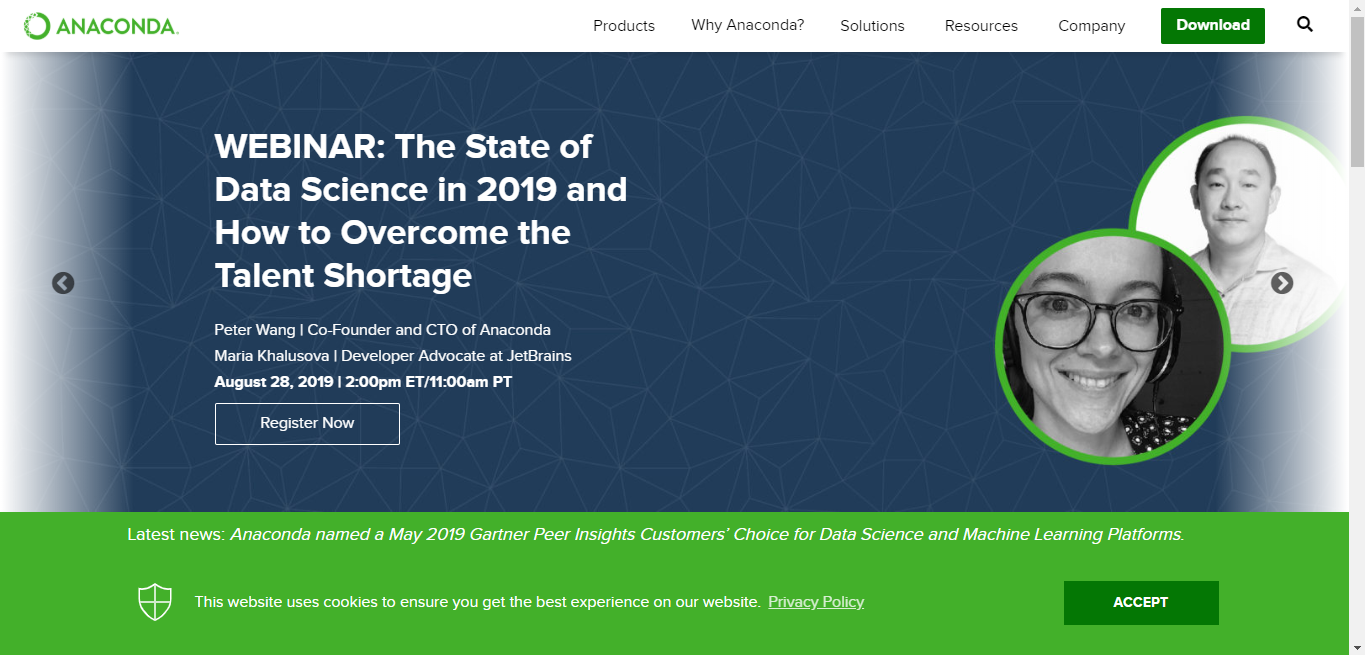 ANACONDA.
Products Why Anaconda? Solutions Resources Company Download
WEBINAR: The State of
Data Science in 2019 and
How to Overcome the
Talent Shortage
Peter Wang | Co-Founder and CTO of Anaconda
Maria Khalusova | Developer Advocate at JetBrains
August 28, 2019 | 2:00pm ET/11:00am PT
Register Now
Latest news: Anaconda named a May 2019 Gartner Peer Insights Customers’ Choice for Data Science and Machine Learning Platforms.
This website uses cookies to ensure you get the best experience on our website. Privacy Policy
ACCEPT